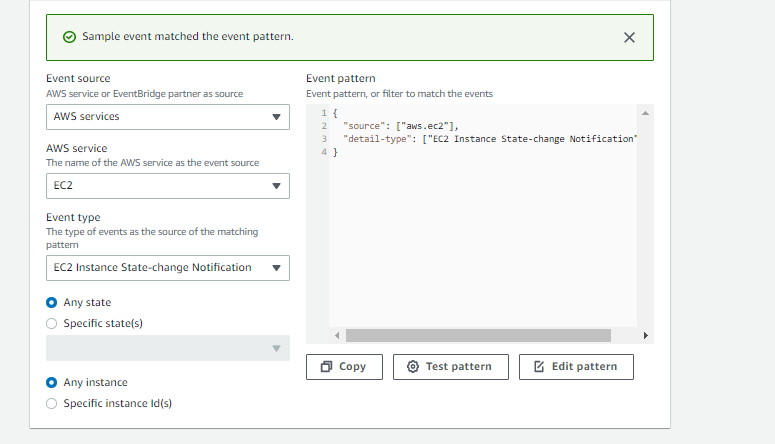 Sample event matched the event pattern.
Event source
AWS service or EventBridge partner as source
AWS services
AWS service
The name of the AWS service as the event source
EC2
Event type
The type of events as the source of the matching
pattern
EC2 Instance State-change Notification
Any state
Specific state(s)
Any instance
Specific instance Id(s)
Event pattern
Event pattern, or filter to match the events
1 {
2 "source": ["aws.ec2"],
3 "detail-type": ["EC2 Instance State-change Notification"
4 }
Copy
Test pattern
Edit pattern